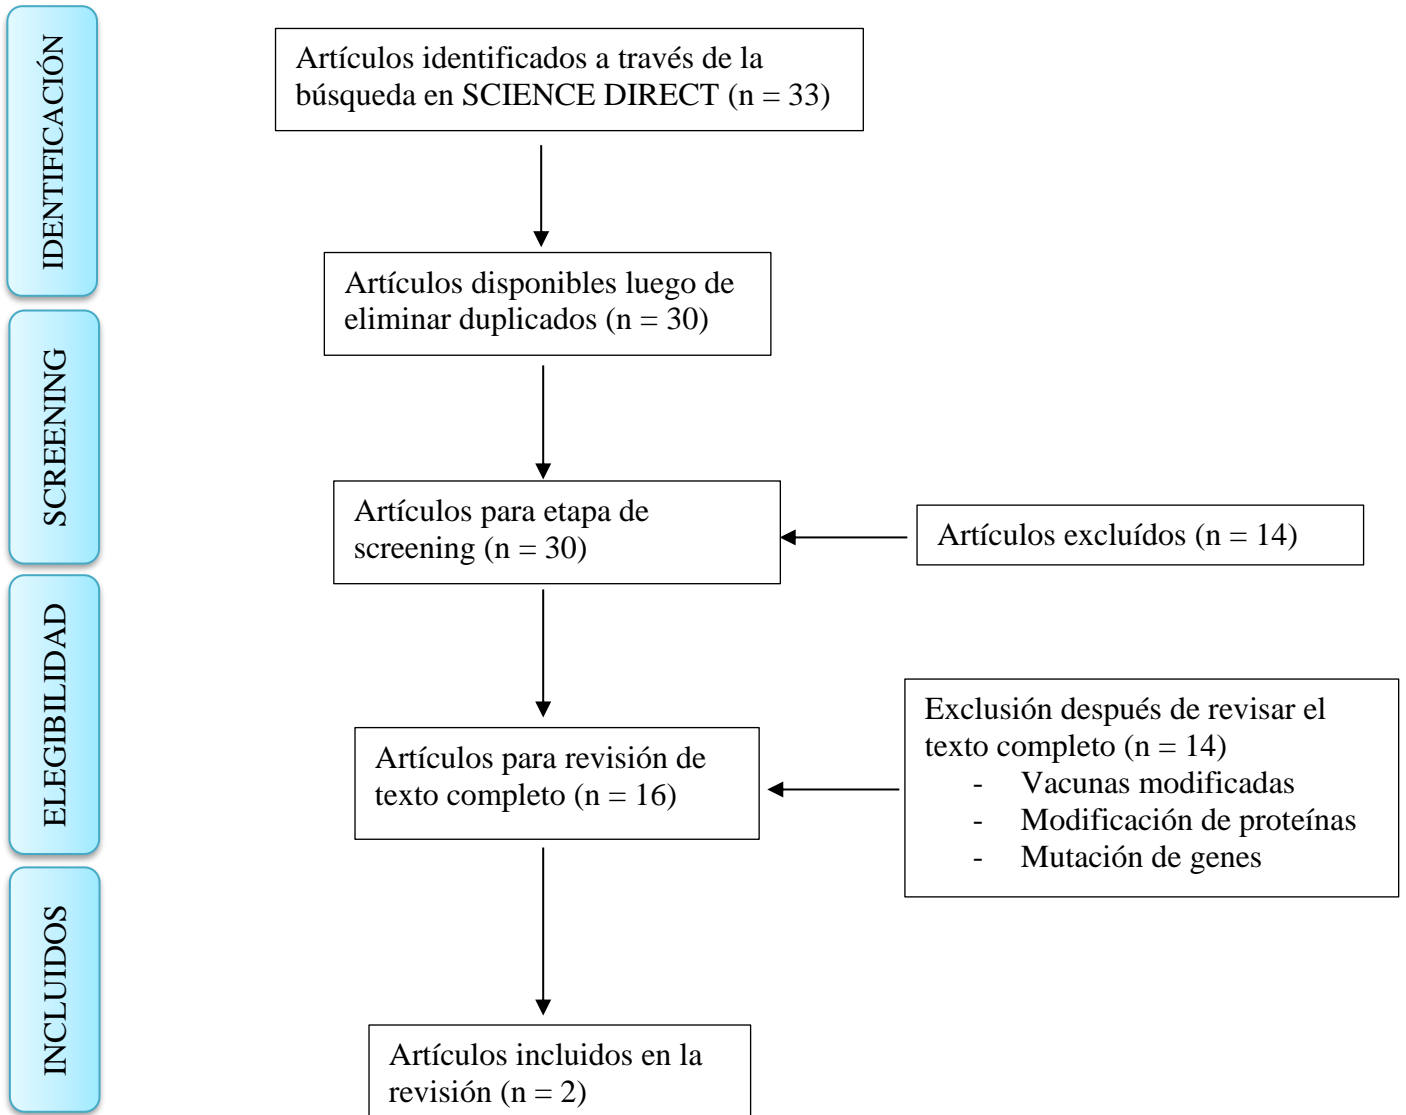 IDENTIFICACIÓN
Artículos identificados a través de la
búsqueda en SCIENCE DIRECT (n = 33)
Artículos disponibles luego de
eliminar duplicados (n = 30)
SCREENING
Artículos para etapa de
screening (n = 30)
Artículos excluídos (n = 14)
ELEGIBILIDAD
Artículos para revisión de
texto completo (n = 16)
Exclusión después de revisar el
texto completo (n = 14)
- Vacunas modificadas
- Modificación de proteínas
- Mutación de genes
INCLUIDOS
Artículos incluidos en la
revisión (n = 2)